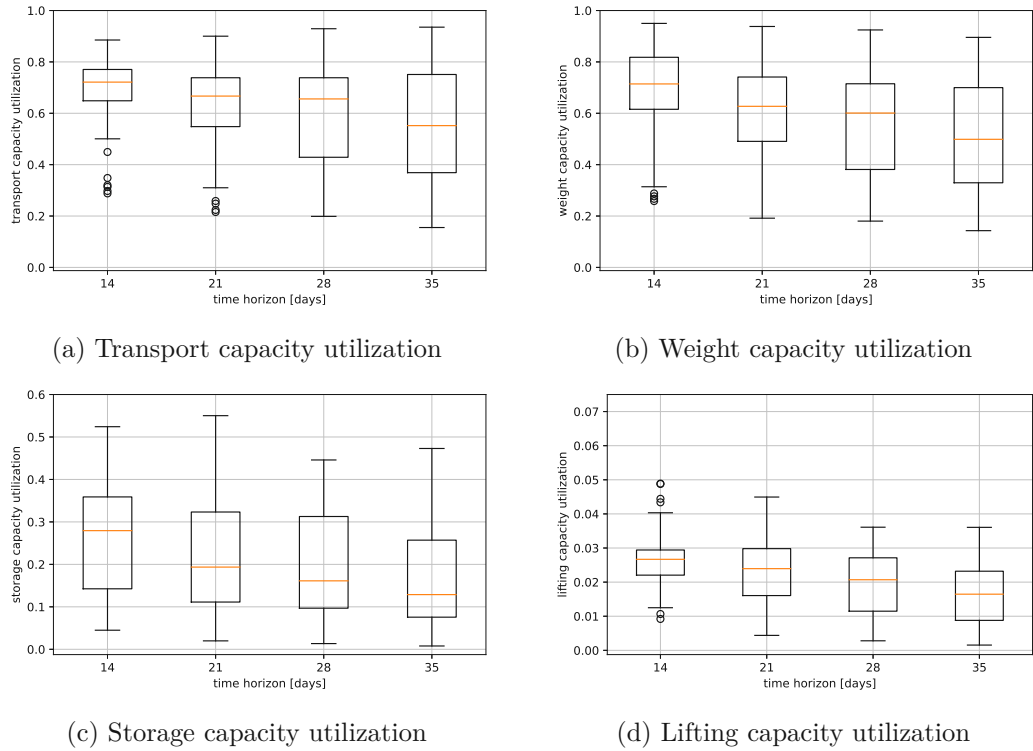 1.0
0.8
0.6
0.4
0.2
0.0
transport capacity utilization
14 21 28 35
time horizon [days]
(a) Transport capacity utilization
1.0
0.8
0.6
0.4
0.2
0.0
weight capacity utilization
14 21 28 35
time horizon [days]
(b) Weight capacity utilization
0.6
0.5
0.4
0.3
0.2
0.1
0.0
storage capacity utilization
14 21 28 35
time horizon [days]
(c) Storage capacity utilization
0.07
0.06
0.05
0.04
0.03
0.02
0.01
0.00
lifting capacity utilization
14 21 28 35
time horizon [days]
(d) Lifting capacity utilization